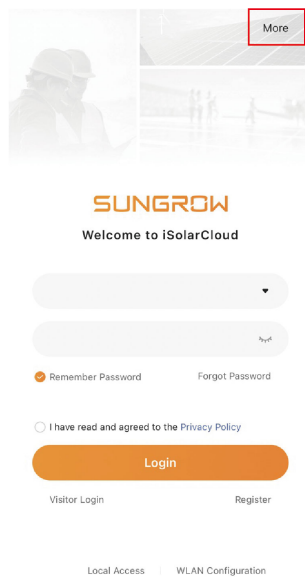 More
SUNGROW
Welcome to iSolarCloud
Remember Password
Forgot Password
I have read and agreed to the Privacy Policy
Login
Visitor Login
Register
Local Access
WLAN Configuration